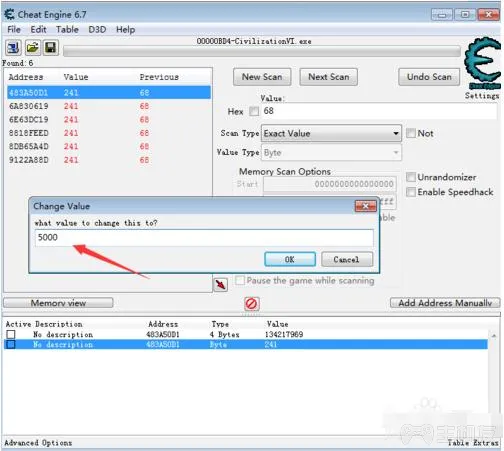 Cheat Engine 6.7
File Edit Table D3D Help
00000BD4-CivilizationVI.exe
Found: 6
Address Value Previous
483A50D1 241 68
6A830619 241 68
6E63DC19 241 68
8818FEED 241 68
8DB65A4D 241 68
9122A88D 241 68
New Scan Next Scan Undo Scan
Cheat Engine
Settings
Value:
Hex 68
Scan Type Exact Value Not
Value Type Byte
Memory Scan Options
Unrandomizer
Start 0000000000000000
Enable Speedhack
Change Value
what value to change this to?
5000
OK Cancel
Pause the game while scanning
Memory view Add Address Manually
Active Description Address Type Value
No description 483A50D1 4 Bytes 134217969
No description 483A50D1 Byte 241
Advanced Options Table Extras